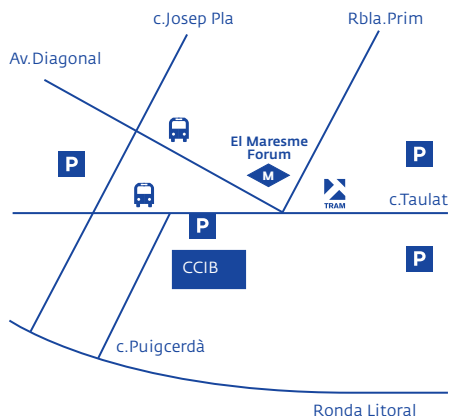 c.Josep Pla
Rbla.Prim
Av.Diagonal
El Maresme
Forum
P
P
M
TRAM
c.Taulat
P
CCIB
P
c.Puigcerdà
Ronda Litoral